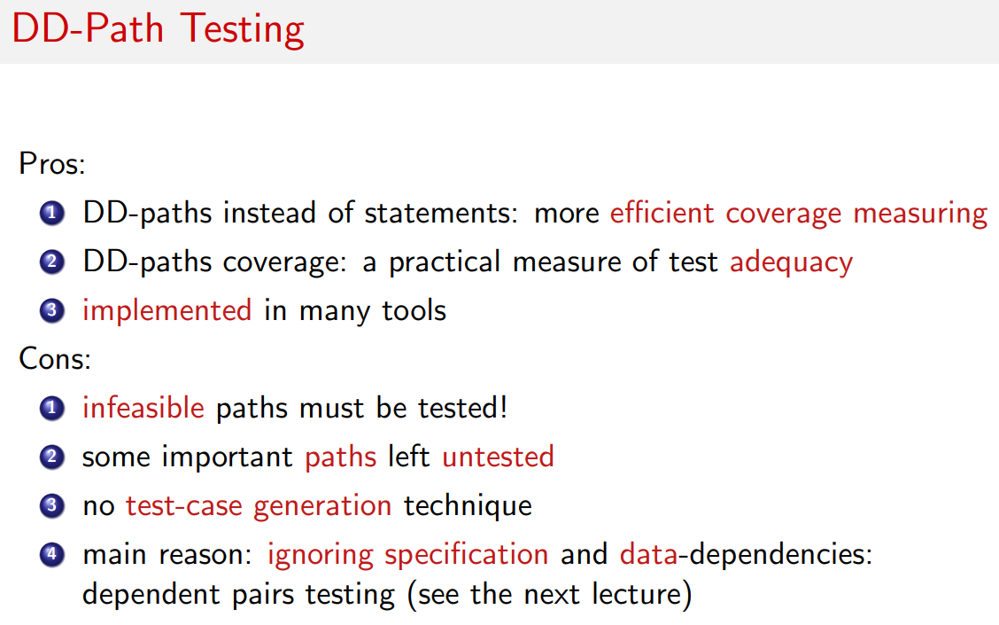 DD-Path Testing
Pros:
1 DD-paths instead of statements: more efficient coverage measuring
2 DD-paths coverage: a practical measure of test adequacy
3 implemented in many tools
Cons:
1 infeasible paths must be tested!
2 some important paths left untested
3 no test-case generation technique
4 main reason: ignoring specification and data-dependencies:
dependent pairs testing (see the next lecture)